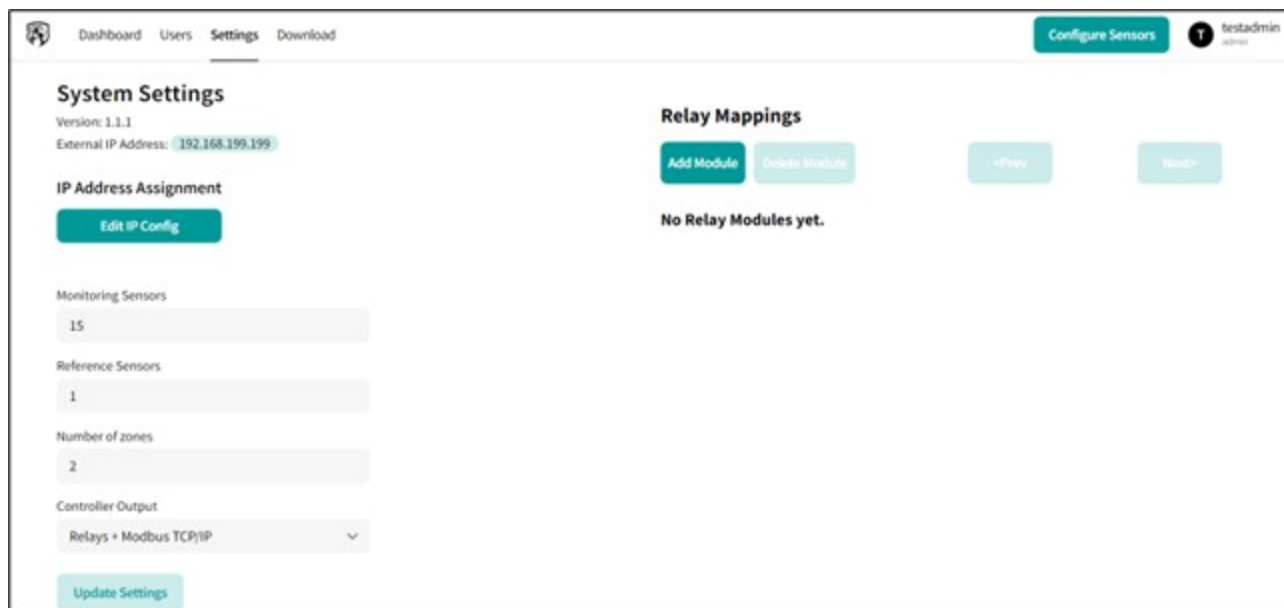 Dashboard Users Settings Download
Configure Sensors
T
testadmin
admin
System Settings
Version: 1.1.1
External IP Address: 192.168.199.199
IP Address Assignment
Edit IP Config
Monitoring Sensors
15
Reference Sensors
1
Number of zones
2
Controller Output
Relays + Modbus TCP/IP
Update Settings
Relay Mappings
Add Module Delete Module <Prev Next>
No Relay Modules yet.